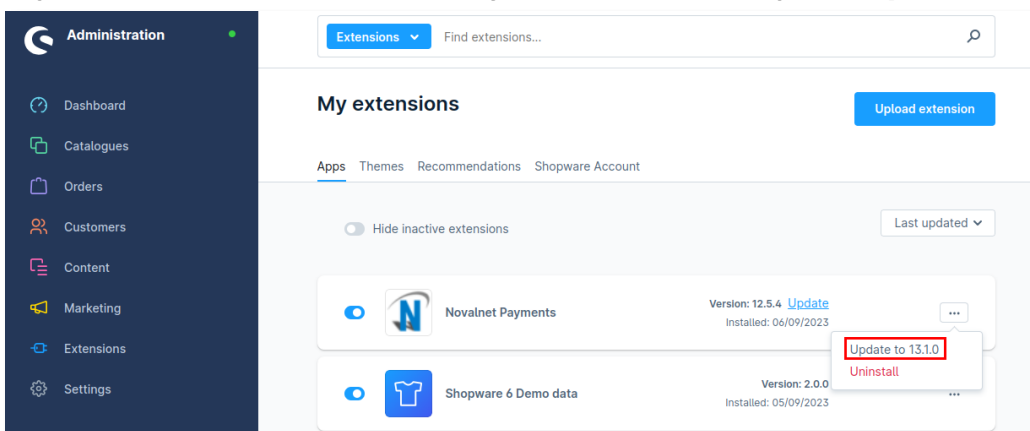 Administration
Extensions
Find extensions...
Dashboard
Catalogues
Orders
Customers
Content
Marketing
Extensions
Settings
My extensions
Upload extension
Apps Themes Recommendations Shopware Account
Hide inactive extensions
Last updated
Novalnet Payments
Version: 12.5.4 Update
Installed: 06/09/2023
...
Update to 13.1.0
Uninstall
Shopware 6 Demo data
Version: 2.0.0
Installed: 05/09/2023
...